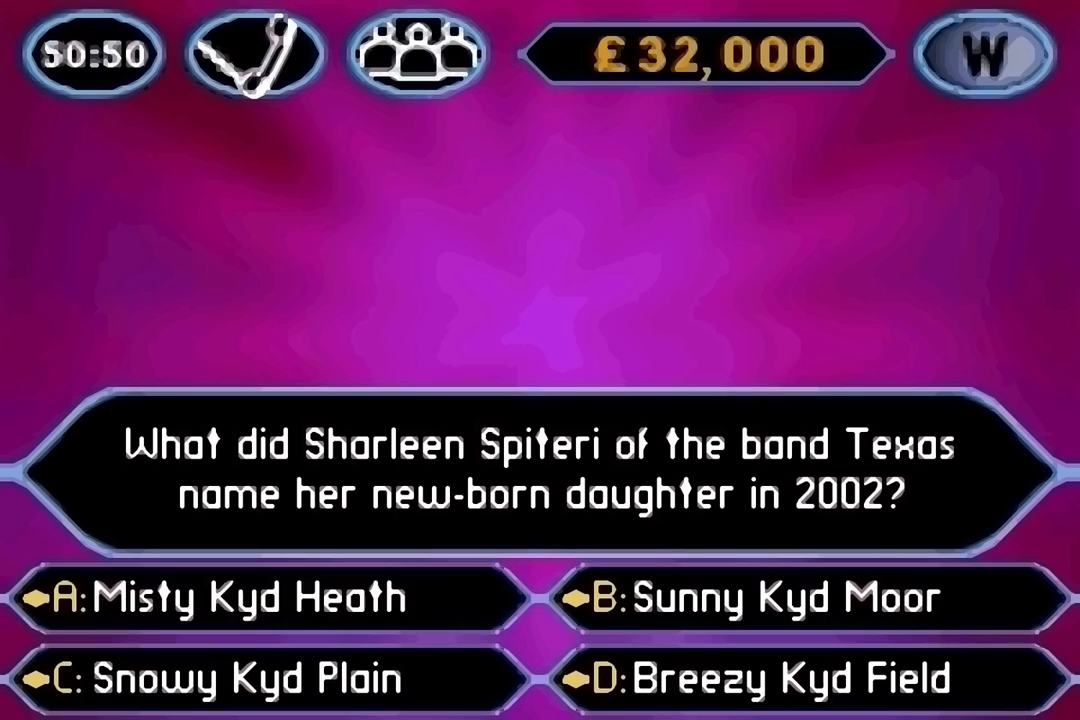 50:50
£32,000
W
What did Sharleen Spiteri of the band Texas
name her new-born daughter in 2002?
A: Misty Kyd Heath
B: Sunny Kyd Moor
C: Snowy Kyd Plain
D: Breezy Kyd Field